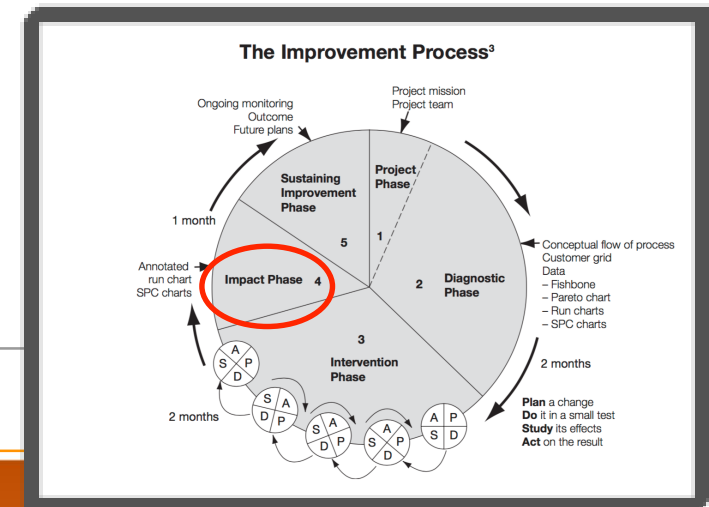 The Improvement Process³
Project mission
Project team
Ongoing monitoring
Outcome
Future plans
Project
Phase
1
Sustaining
Improvement
Phase
5
1 month
Conceptual flow of process
Customer grid
Data
– Fishbone
– Pareto chart
– Run charts
– SPC charts
Annotated
run chart
SPC charts
Impact Phase 4
2 Diagnostic
Phase
3
Intervention
Phase
2 months
Plan a change
Do it in a small test
Study its effects
Act on the result
2 months
A
S P
D
S A
D P
S A
D P
A
S P
D
A P
S D